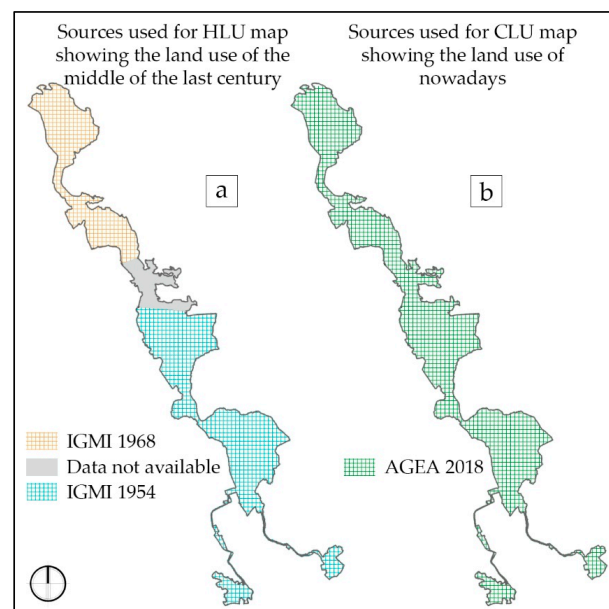 Sources used for HLU map
showing the land use of the
middle of the last century
Sources used for CLU map
showing the land use of
nowadays
a
b
IGMI 1968
Data not available
IGMI 1954
AGEA 2018